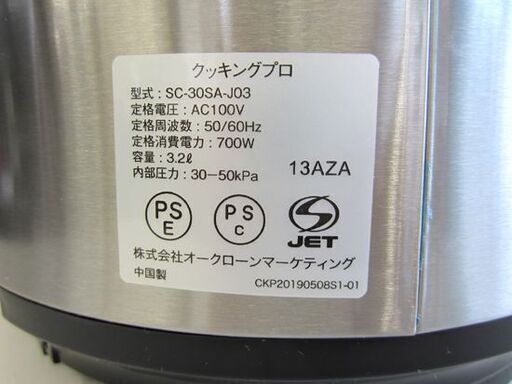 クッキングプロ
型式：SC-30SA-J03
定格電圧：AC100V
定格周波数：50/60Hz
定格消費電力：700W
容量：3.2ℓ
内部圧力：30−50kPa
13AZA
PS
E
PS
C
JET
株式会社オークローンマーケティング
中国製
CKP20190508S1-01